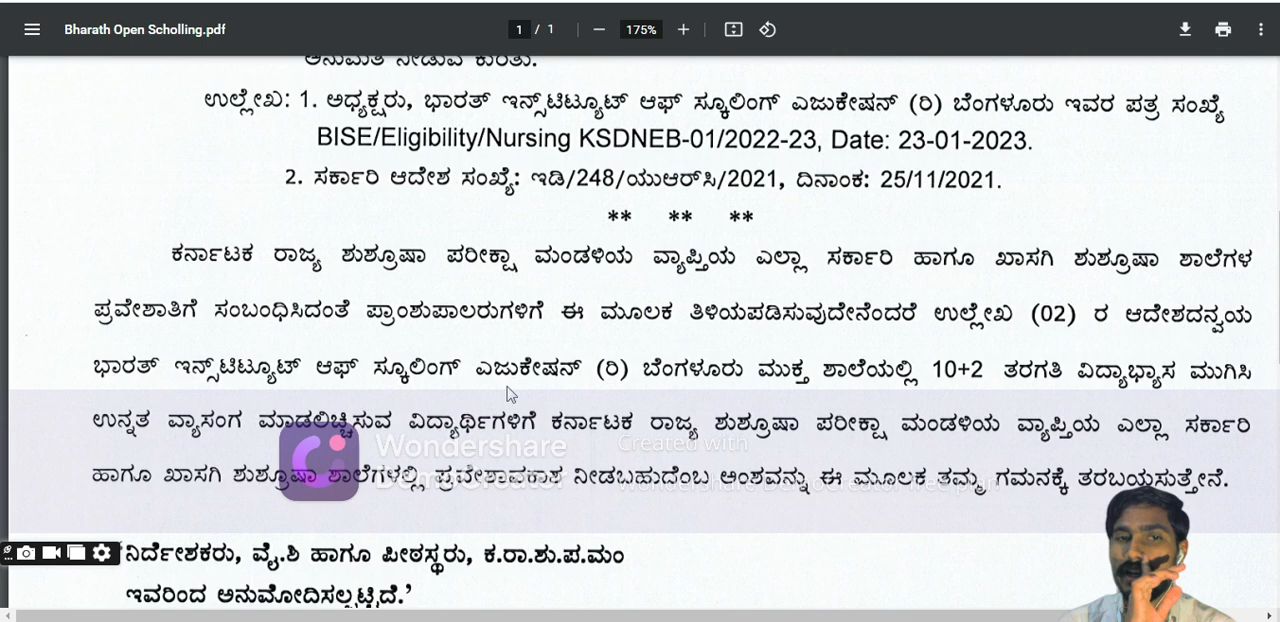 Bharath Open Scholling.pdf
1 / 1
175%
ಅನುಮತಿ ನೀಡುವ ಕುರಿತು.
ಉಲ್ಲೇಖ: 1. ಅಧ್ಯಕ್ಷರು, ಭಾರತ್ ಇನ್ಸ್‌ಟಿಟ್ಯೂಟ್ ಆಫ್ ಸ್ಕೂಲಿಂಗ್ ಎಜುಕೇಷನ್ (ರಿ) ಬೆಂಗಳೂರು ಇವರ ಪತ್ರ ಸಂಖ್ಯೆ
BISE/Eligibility/Nursing KSDNEB-01/2022-23, Date: 23-01-2023.
2. ಸರ್ಕಾರಿ ಆದೇಶ ಸಂಖ್ಯೆ: ಇಡಿ/248/ಯುಆರ್‌ಸಿ/2021, ದಿನಾಂಕ: 25/11/2021.
** ** **
ಕರ್ನಾಟಕ ರಾಜ್ಯ ಶುಶ್ರೂಷಾ ಪರೀಕ್ಷಾ ಮಂಡಳಿಯ ವ್ಯಾಪ್ತಿಯ ಎಲ್ಲಾ ಸರ್ಕಾರಿ ಹಾಗೂ ಖಾಸಗಿ ಶುಶ್ರೂಷಾ ಶಾಲೆಗಳ
ಪ್ರವೇಶಾತಿಗೆ ಸಂಬಂಧಿಸಿದಂತೆ ಪ್ರಾಂಶುಪಾಲರುಗಳಿಗೆ ಈ ಮೂಲಕ ತಿಳಿಯಪಡಿಸುವುದೇನೆಂದರೆ ಉಲ್ಲೇಖ (02) ರ ಆದೇಶದನ್ವಯ
ಭಾರತ್ ಇನ್ಸ್‌ಟಿಟ್ಯೂಟ್ ಆಫ್ ಸ್ಕೂಲಿಂಗ್ ಎಜುಕೇಷನ್ (ರಿ) ಬೆಂಗಳೂರು ಮುಕ್ತ ಶಾಲೆಯಲ್ಲಿ 10+2 ತರಗತಿ ವಿದ್ಯಾಭ್ಯಾಸ ಮುಗಿಸಿ
ಉನ್ನತ ವ್ಯಾಸಂಗ ಮಾಡಲಿಚ್ಚಿಸುವ ವಿದ್ಯಾರ್ಥಿಗಳಿಗೆ ಕರ್ನಾಟಕ ರಾಜ್ಯ ಶುಶ್ರೂಷಾ ಪರೀಕ್ಷಾ ಮಂಡಳಿಯ ವ್ಯಾಪ್ತಿಯ ಎಲ್ಲಾ ಸರ್ಕಾರಿ
Wondershare
DemoCreator
Created with
Wondershare Democreator free plan
ಹಾಗೂ ಖಾಸಗಿ ಶುಶ್ರೂಷಾ ಶಾಲೆಗಳಲ್ಲಿ ಪ್ರವೇಶಾವಕಾಶ ನೀಡಬಹುದೆಂಬ ಅಂಶವನ್ನು ಈ ಮೂಲಕ ತಮ್ಮ ಗಮನಕ್ಕೆ ತರಬಯಸುತ್ತೇನೆ.
'ನಿರ್ದೇಶಕರು, ವೈ.ಶಿ ಹಾಗೂ ಪೀಠಸ್ಥರು, ಕ.ರಾ.ಶು.ಪ.ಮಂ
ಇವರಿಂದ ಅನುಮೋದಿಸಲ್ಪಟ್ಟಿದೆ.'